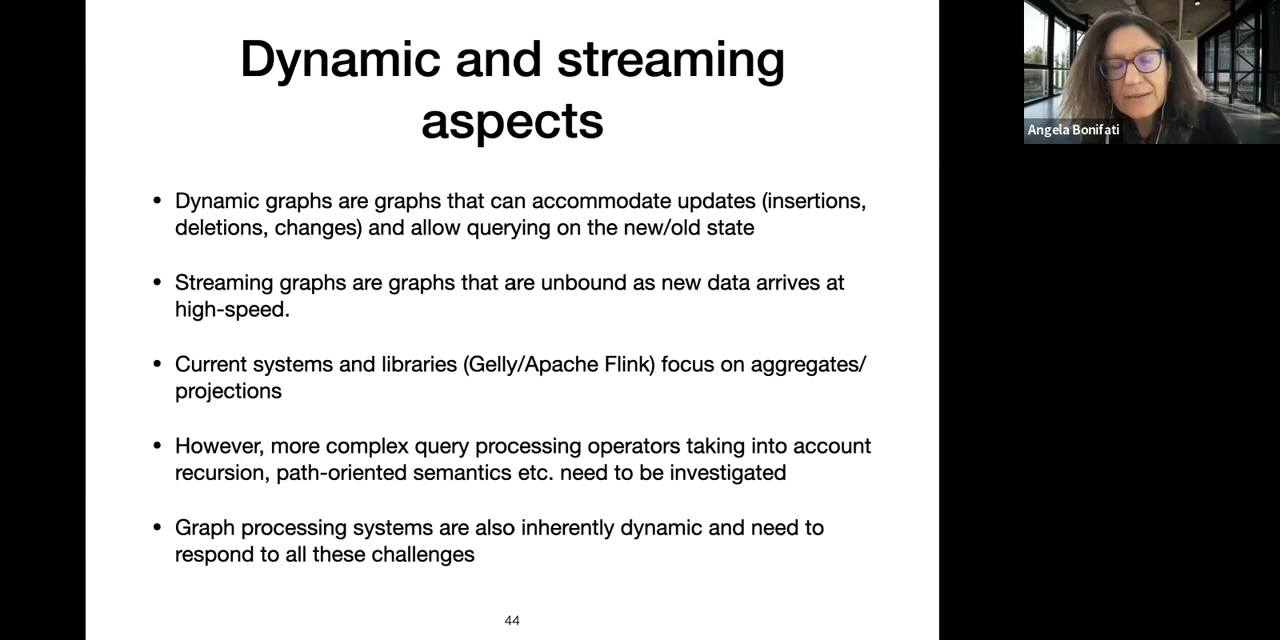 Dynamic and streaming
aspects
• Dynamic graphs are graphs that can accommodate updates (insertions,
deletions, changes) and allow querying on the new/old state
• Streaming graphs are graphs that are unbound as new data arrives at
high-speed.
• Current systems and libraries (Gelly/Apache Flink) focus on aggregates/
projections
• However, more complex query processing operators taking into account
recursion, path-oriented semantics etc. need to be investigated
• Graph processing systems are also inherently dynamic and need to
respond to all these challenges
44
Angela Bonifati